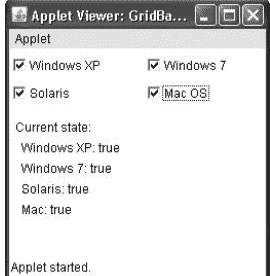 Applet Viewer: GridBa...
Applet
Windows XP Windows 7
Solaris Mac OS
Current state:
Windows XP: true
Windows 7: true
Solaris: true
Mac: true
Applet started.